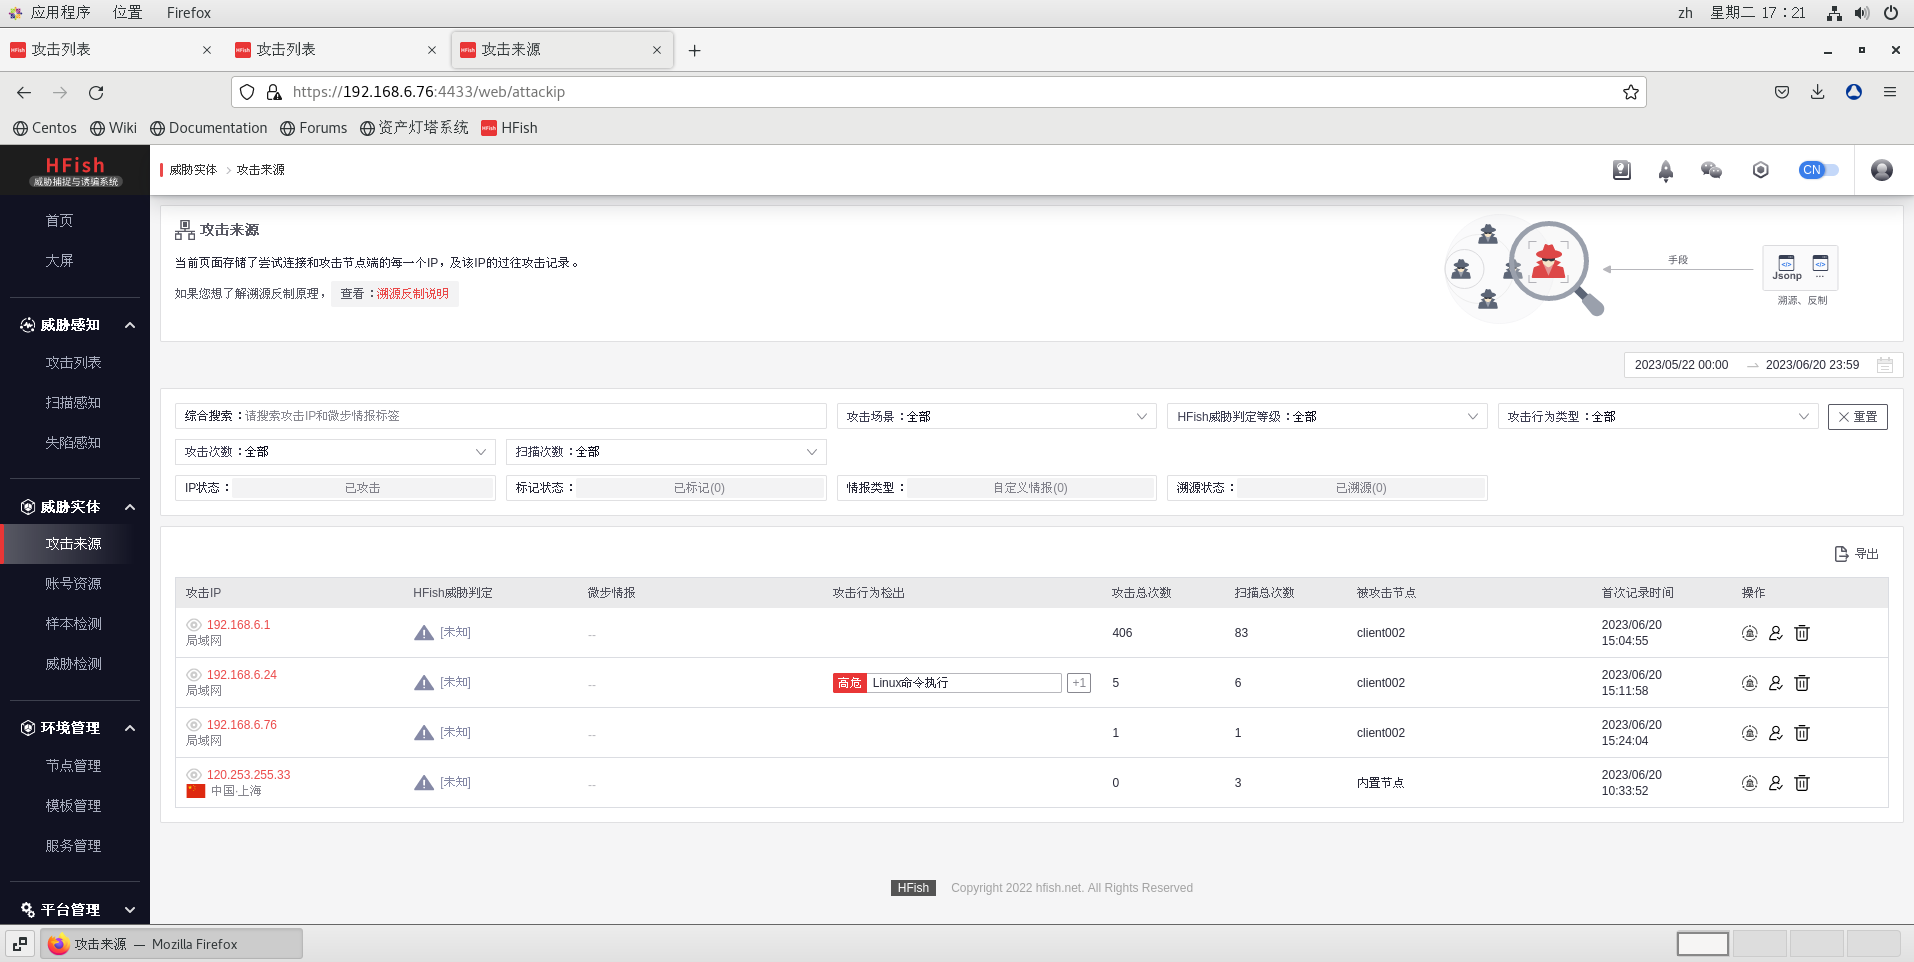 应用程序 位置 Firefox zh 星期二 17：21
攻击列表 攻击列表 攻击来源
https://192.168.6.76:4433/web/attackip
Centos Wiki Documentation Forums 资产灯塔系统 HFish
HFish
威胁捕捉与诱骗系统
首页
大屏
威胁感知
攻击列表
扫描感知
失陷感知
威胁实体
攻击来源
账号资源
样本检测
威胁检测
环境管理
节点管理
模板管理
服务管理
平台管理
威胁实体 > 攻击来源 CN
攻击来源
当前页面存储了尝试连接和攻击节点端的每一个IP，及该IP的过往攻击记录。
如果您想了解溯源反制原理， 查看：溯源反制说明
手段
Jsonp ...
溯源、反制
2023/05/22 00:00 → 2023/06/20 23:59
综合搜索：请搜索攻击IP和微步情报标签 攻击场景：全部 HFish威胁判定等级：全部 攻击行为类型：全部 重置
攻击次数：全部 扫描次数：全部
IP状态： 已攻击 标记状态： 已标记(0) 情报类型： 自定义情报(0) 溯源状态： 已溯源(0)
导出
攻击IP HFish威胁判定 微步情报 攻击行为检出 攻击总次数 扫描总次数 被攻击节点 首次记录时间 操作
192.168.6.1 局域网 [未知] -- 406 83 client002 2023/06/20 15:04:55
192.168.6.24 局域网 [未知] -- 高危 Linux命令执行 +1 5 6 client002 2023/06/20 15:11:58
192.168.6.76 局域网 [未知] -- 1 1 client002 2023/06/20 15:24:04
120.253.255.33 中国·上海 [未知] -- 0 3 内置节点 2023/06/20 10:33:52
HFish Copyright 2022 hfish.net. All Rights Reserved
攻击来源 — Mozilla Firefox